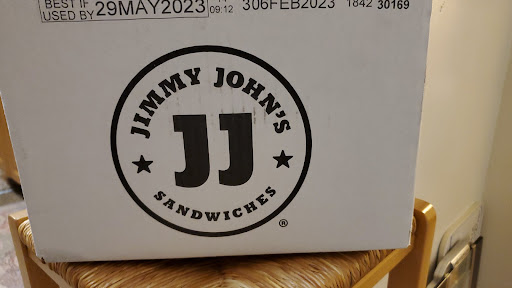 BEST IF 29MAY2023 09:12 306FEB2023 1842 30169
USED BY
JIMMY JOHN'S
JJ
SANDWICHES
®